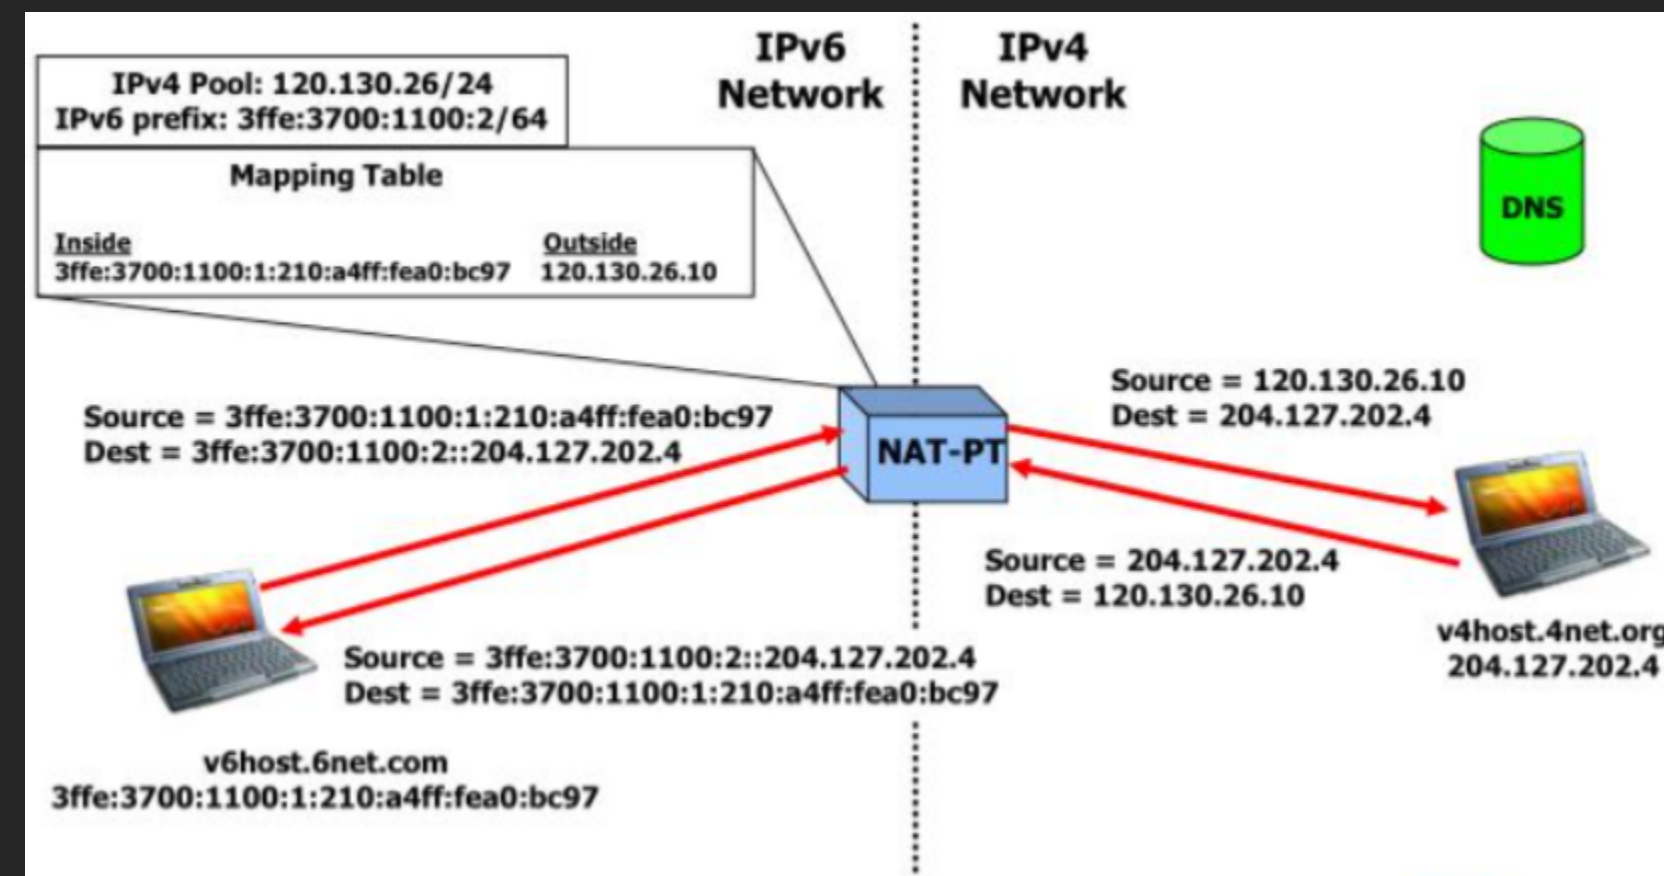 IPv6
Network
IPv4
Network
IPv4 Pool: 120.130.26/24
IPv6 prefix: 3ffe:3700:1100:2/64
Mapping Table
Inside Outside
3ffe:3700:1100:1:210:a4ff:fea0:bc97 120.130.26.10
DNS
Source = 120.130.26.10
Dest = 204.127.202.4
Source = 3ffe:3700:1100:1:210:a4ff:fea0:bc97
Dest = 3ffe:3700:1100:2::204.127.202.4
NAT-PT
Source = 204.127.202.4
Dest = 120.130.26.10
v4host.4net.org
204.127.202.4
Source = 3ffe:3700:1100:2::204.127.202.4
Dest = 3ffe:3700:1100:1:210:a4ff:fea0:bc97
v6host.6net.com
3ffe:3700:1100:1:210:a4ff:fea0:bc97